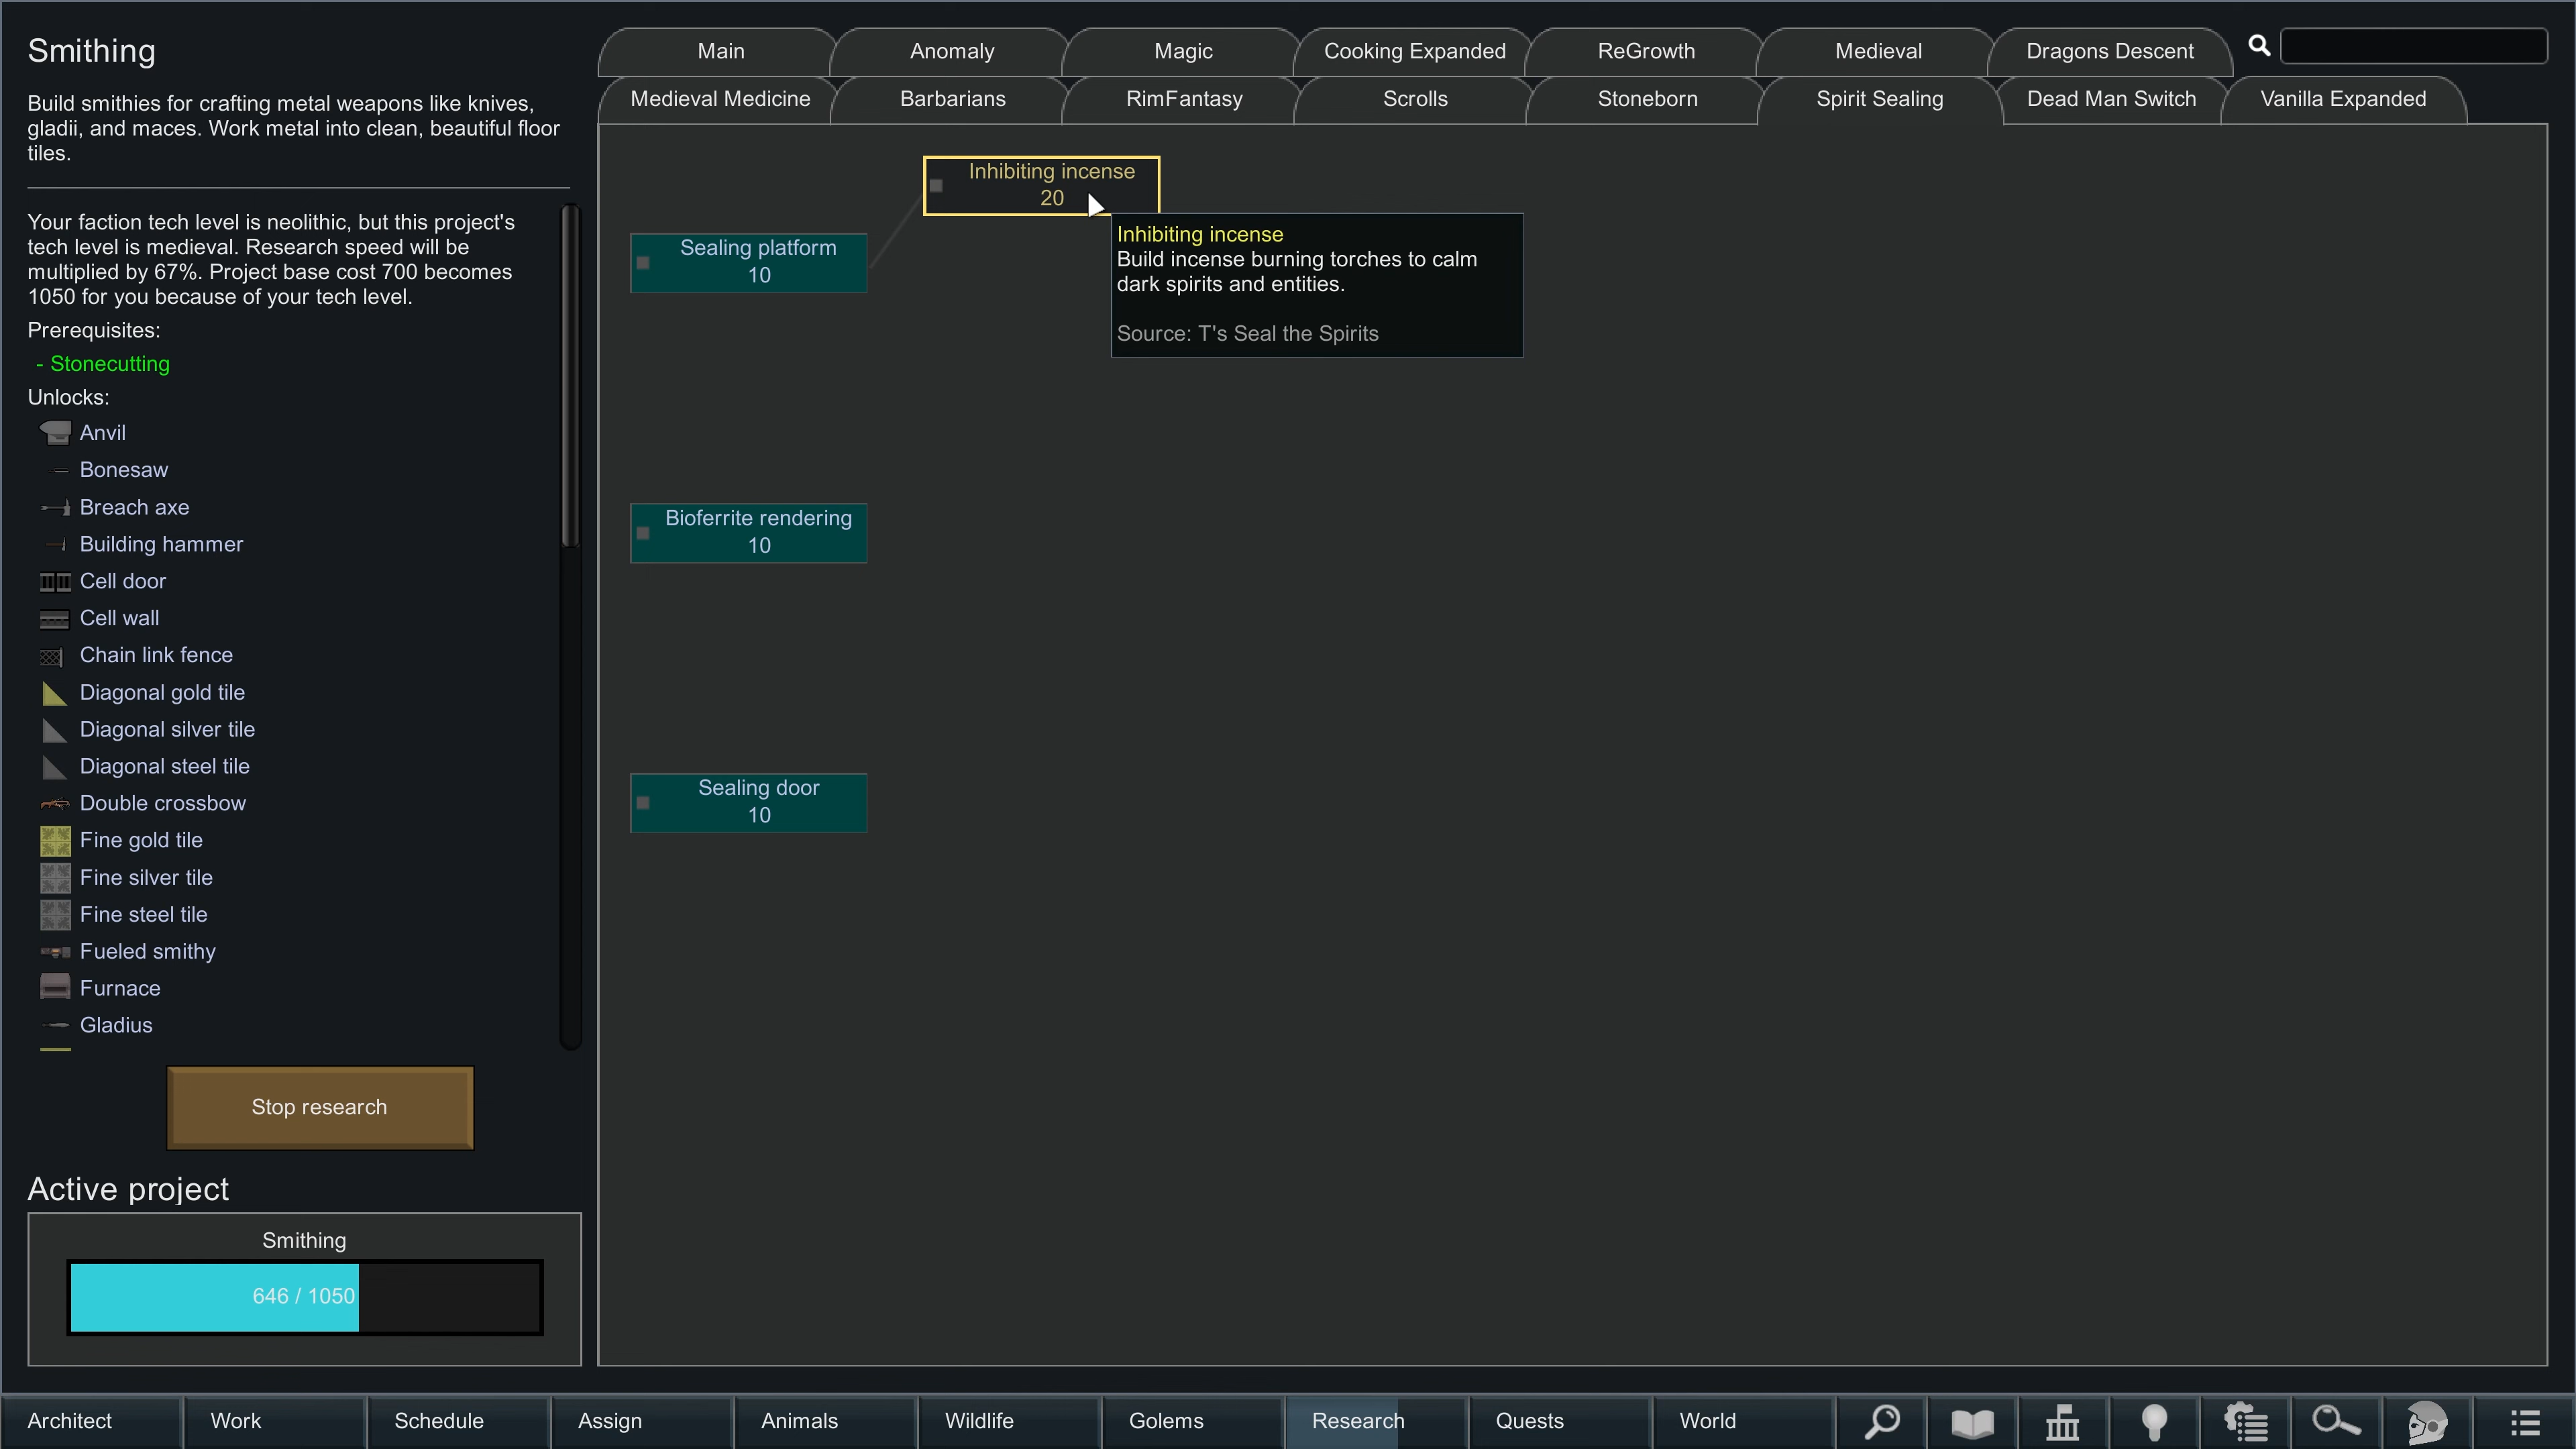 Smithing
Build smithies for crafting metal weapons like knives,
gladii, and maces. Work metal into clean, beautiful floor
tiles.
Your faction tech level is neolithic, but this project's
tech level is medieval. Research speed will be
multiplied by 67%. Project base cost 700 becomes
1050 for you because of your tech level.
Prerequisites:
- Stonecutting
Unlocks:
Anvil
Bonesaw
Breach axe
Building hammer
Cell door
Cell wall
Chain link fence
Diagonal gold tile
Diagonal silver tile
Diagonal steel tile
Double crossbow
Fine gold tile
Fine silver tile
Fine steel tile
Fueled smithy
Furnace
Gladius
Stop research
Active project
Smithing
646 / 1050
Main Anomaly Magic Cooking Expanded ReGrowth Medieval Dragons Descent
Medieval Medicine Barbarians RimFantasy Scrolls Stoneborn Spirit Sealing Dead Man Switch Vanilla Expanded
Inhibiting incense
20
Sealing platform
10
Inhibiting incense
Build incense burning torches to calm
dark spirits and entities.
Source: T's Seal the Spirits
Bioferrite rendering
10
Sealing door
10
Architect Work Schedule Assign Animals Wildlife Golems Research Quests World